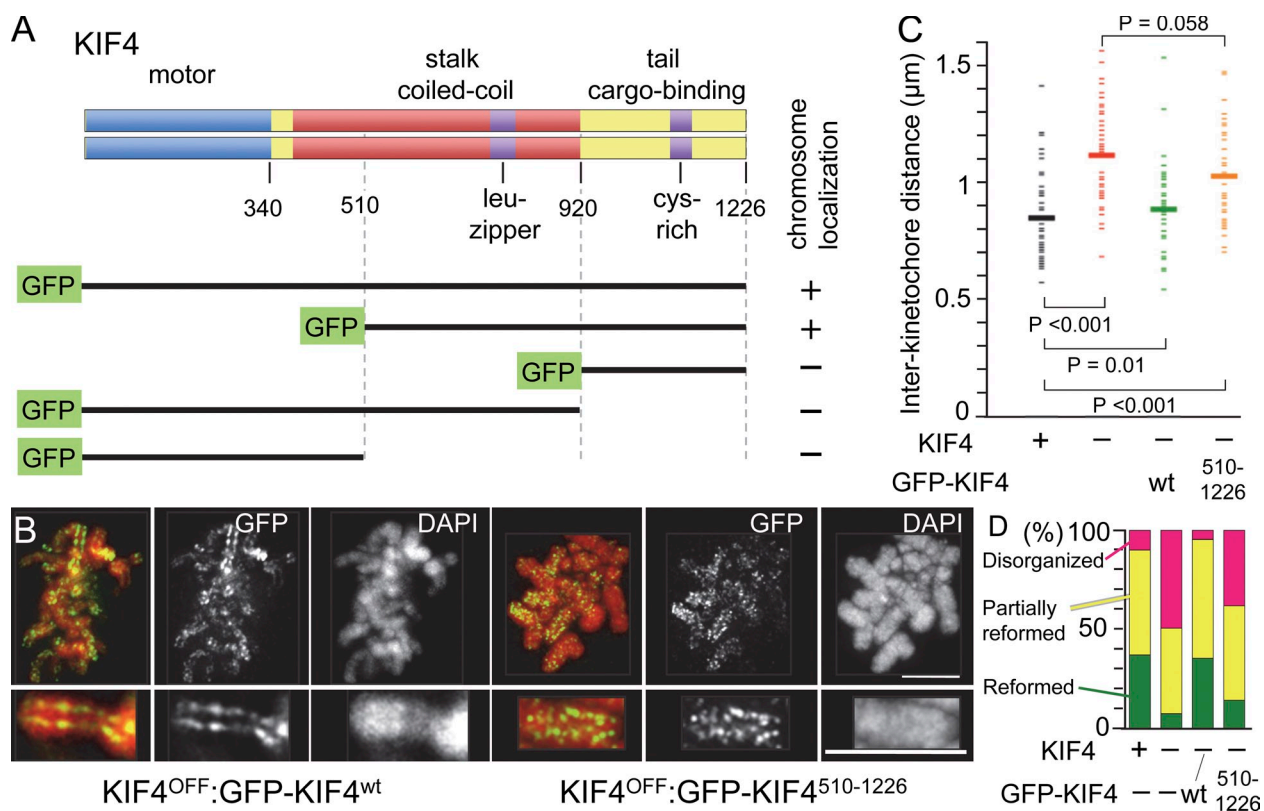 A
KIF4
motor
stalk
coiled-coil
tail
cargo-binding
340
510
leu-
zipper
920
cys-
rich
1226
chromosome
localization
GFP
+
GFP
+
GFP
−
GFP
−
GFP
−
B
GFP
DAPI
GFP
DAPI
KIF4OFF:GFP-KIF4wt
KIF4OFF:GFP-KIF4510-1226
C
Inter-kinetochore distance (μm)
1.5
1
0.5
0
P = 0.058
P <0.001
P = 0.01
P <0.001
KIF4
+ − − −
GFP-KIF4
wt
510-
1226
D
(%)
100
50
0
Disorganized
Partially
reformed
Reformed
KIF4
+ − − −
GFP-KIF4
− − wt
510-
1226